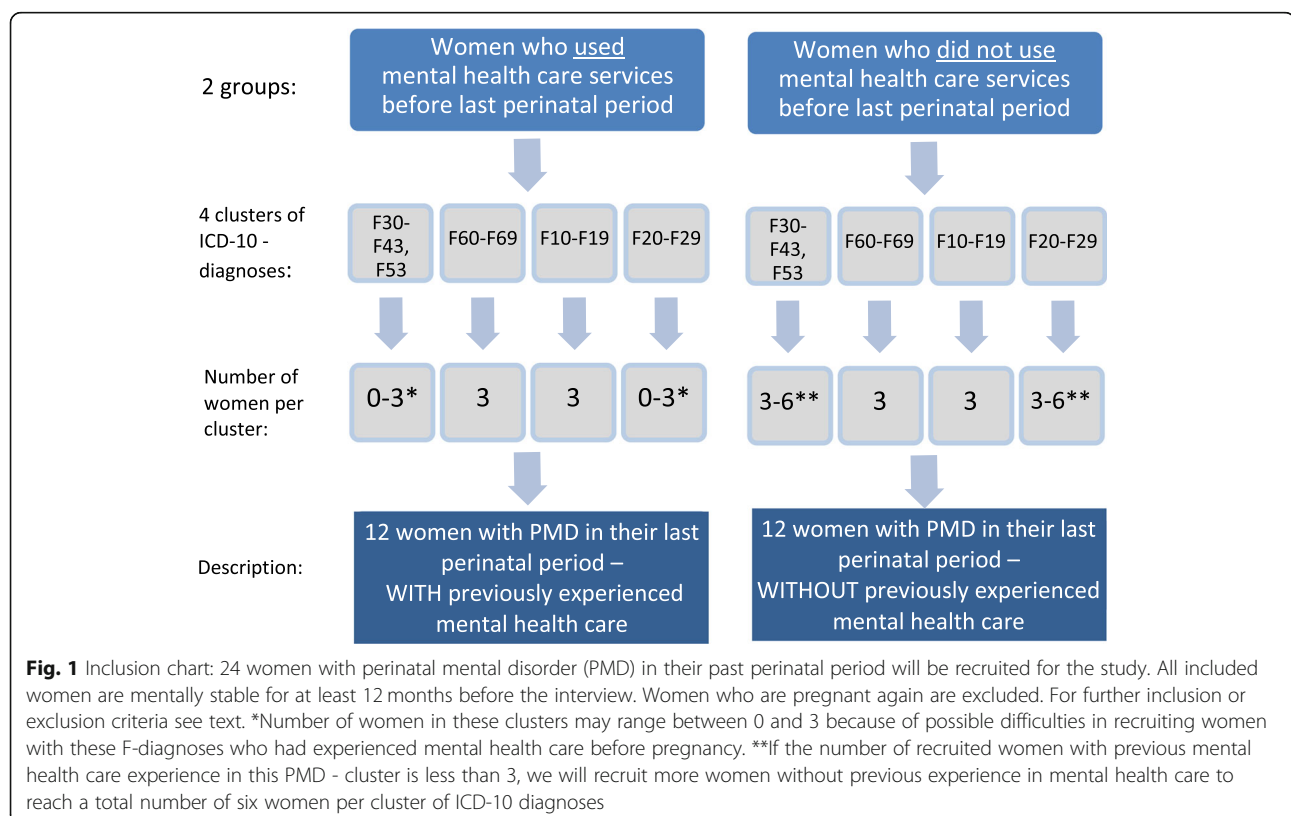 2 groups:
Women who used
mental health care services
before last perinatal period
Women who did not use
mental health care services
before last perinatal period
4 clusters of
ICD-10 -
diagnoses:
F30-
F43,
F53
F60-F69
F10-F19
F20-F29
F30-
F43,
F53
F60-F69
F10-F19
F20-F29
Number of
women per
cluster:
0-3*
3
3
0-3*
3-6**
3
3
3-6**
Description:
12 women with PMD in their last
perinatal period –
WITH previously experienced
mental health care
12 women with PMD in their last
perinatal period –
WITHOUT previously experienced
mental health care
Fig. 1 Inclusion chart: 24 women with perinatal mental disorder (PMD) in their past perinatal period will be recruited for the study. All included
women are mentally stable for at least 12 months before the interview. Women who are pregnant again are excluded. For further inclusion or
exclusion criteria see text. *Number of women in these clusters may range between 0 and 3 because of possible difficulties in recruiting women
with these F-diagnoses who had experienced mental health care before pregnancy. **If the number of recruited women with previous mental
health care experience in this PMD - cluster is less than 3, we will recruit more women without previous experience in mental health care to
reach a total number of six women per cluster of ICD-10 diagnoses